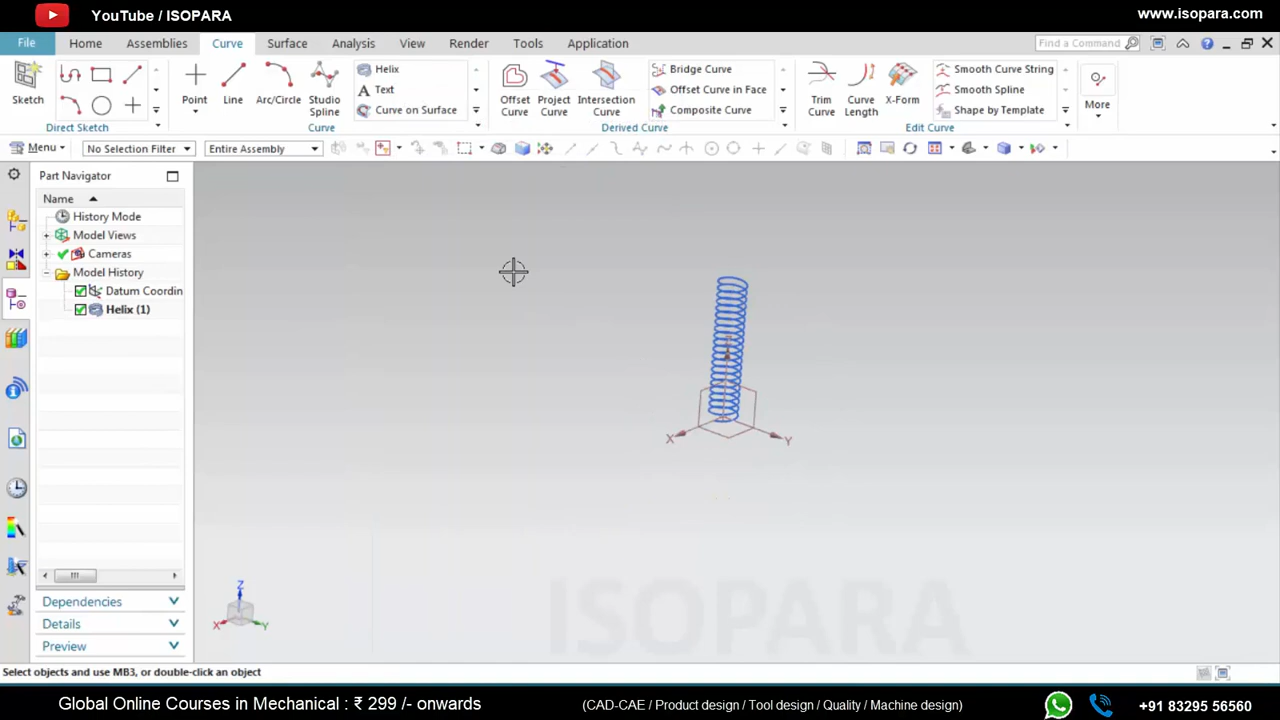 YouTube / ISOPARA
www.isopara.com
File Home Assemblies Curve Surface Analysis View Render Tools Application
Find a Command
Sketch
Direct Sketch
Point
Line
Arc/Circle
Studio Spline
Helix
Text
Curve on Surface
Curve
Offset Curve
Project Curve
Intersection Curve
Bridge Curve
Offset Curve in Face
Composite Curve
Derived Curve
Trim Curve
Curve Length
X-Form
Smooth Curve String
Smooth Spline
Shape by Template
Edit Curve
More
Menu No Selection Filter Entire Assembly
Part Navigator
Name
History Mode
Model Views
Cameras
Model History
Datum Coordin
Helix (1)
X
Y
Z
X
Y
ISOPARA
Dependencies
Details
Preview
Select objects and use MB3, or double-click an object
Global Online Courses in Mechanical : ₹ 299 /- onwards
(CAD-CAE / Product design / Tool design / Quality / Machine design)
+91 83295 56560